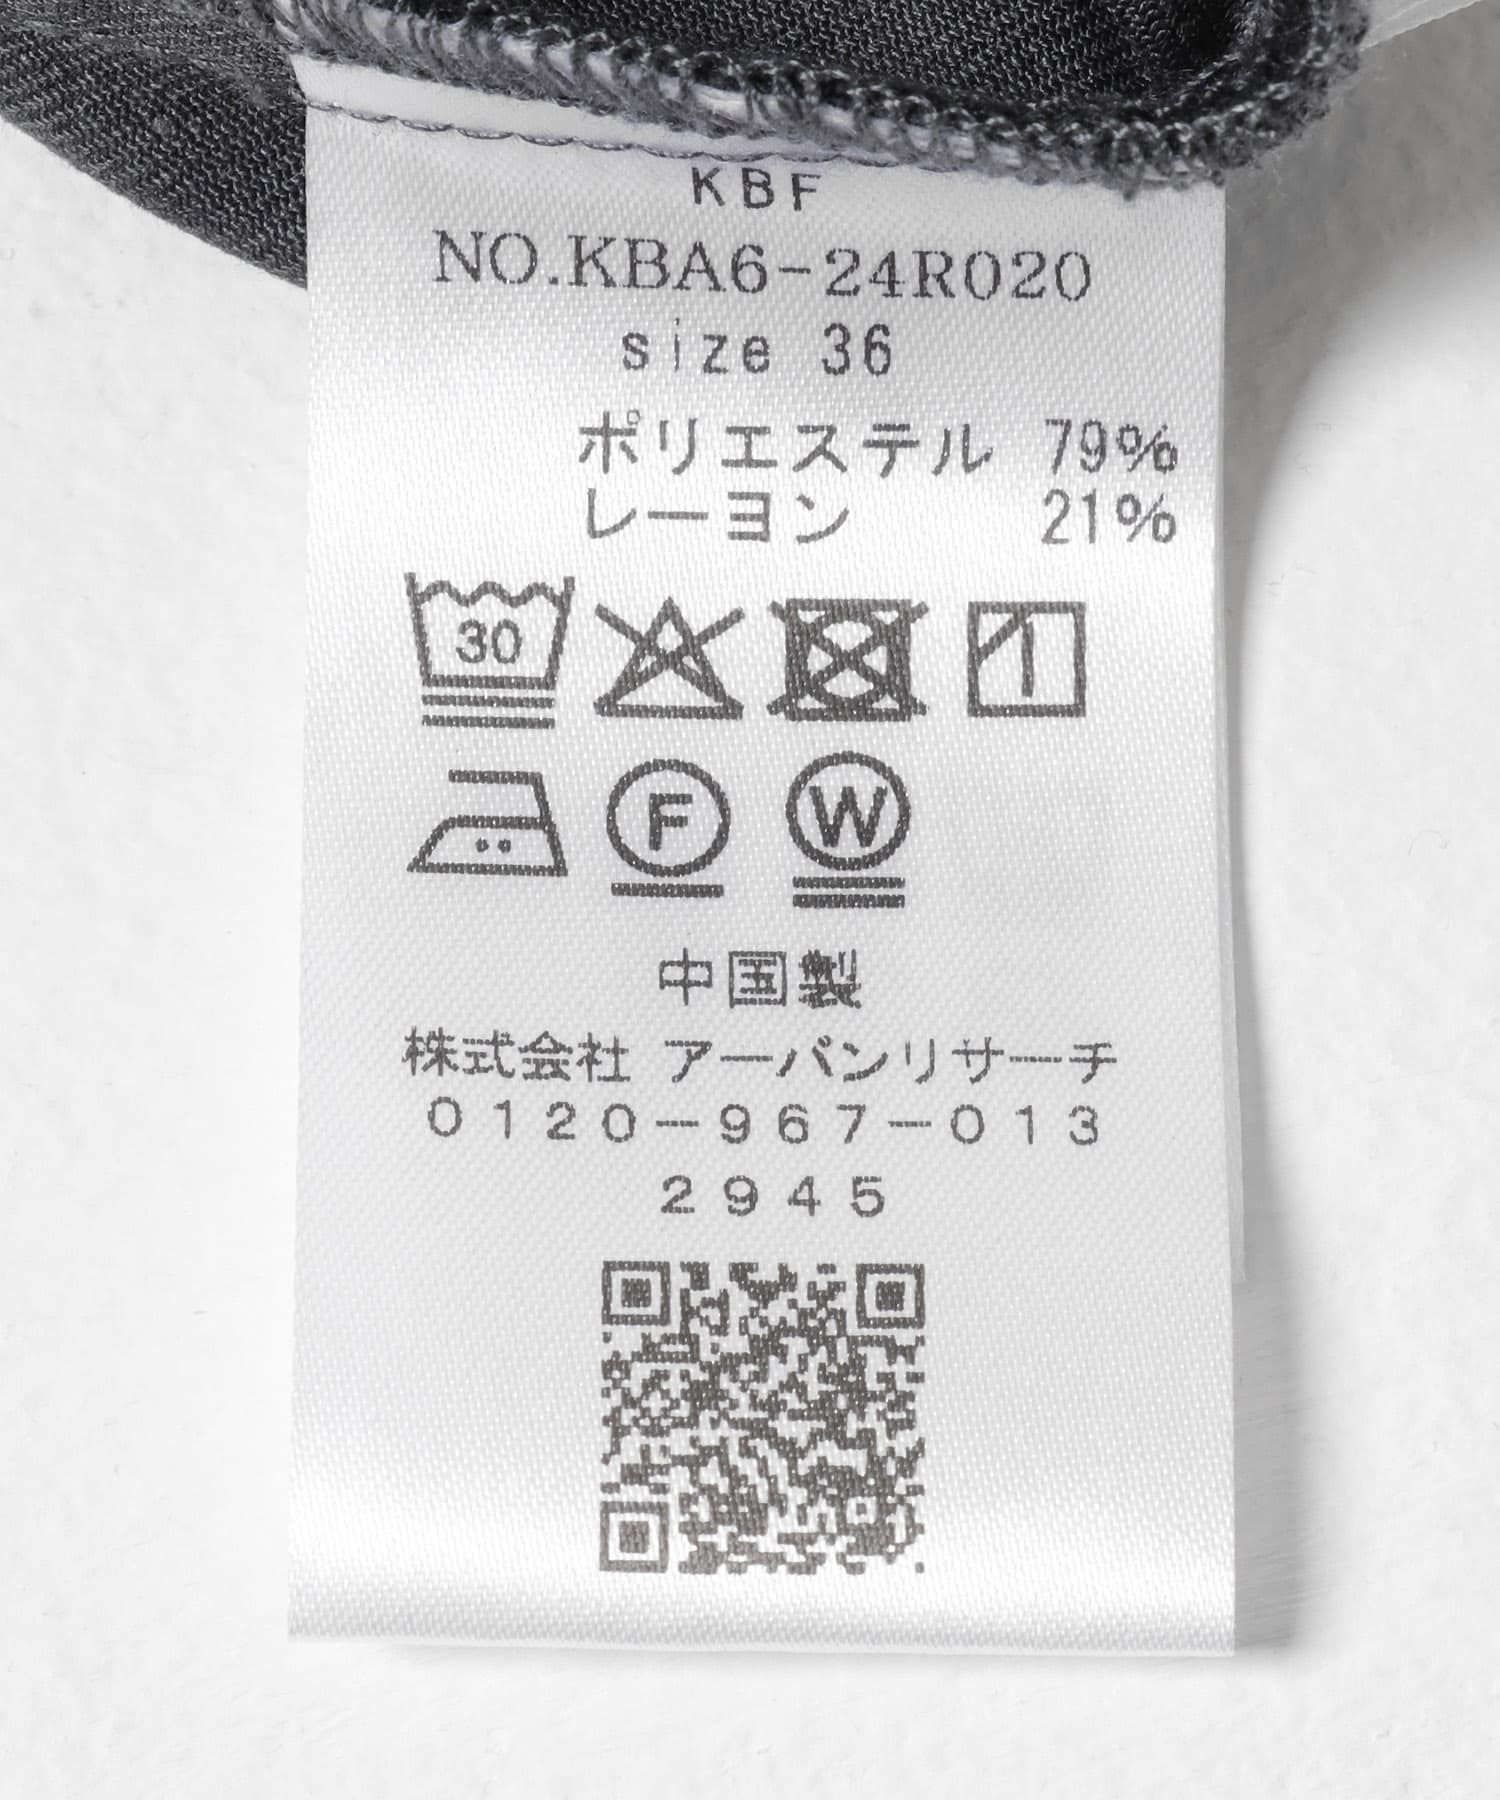 KBF
NO.KBA6-24R020
size 36
ポリエステル 79%
レーヨン 21%
30
F
W
中国製
株式会社 アーバンリサーチ
0120-967-013
2945